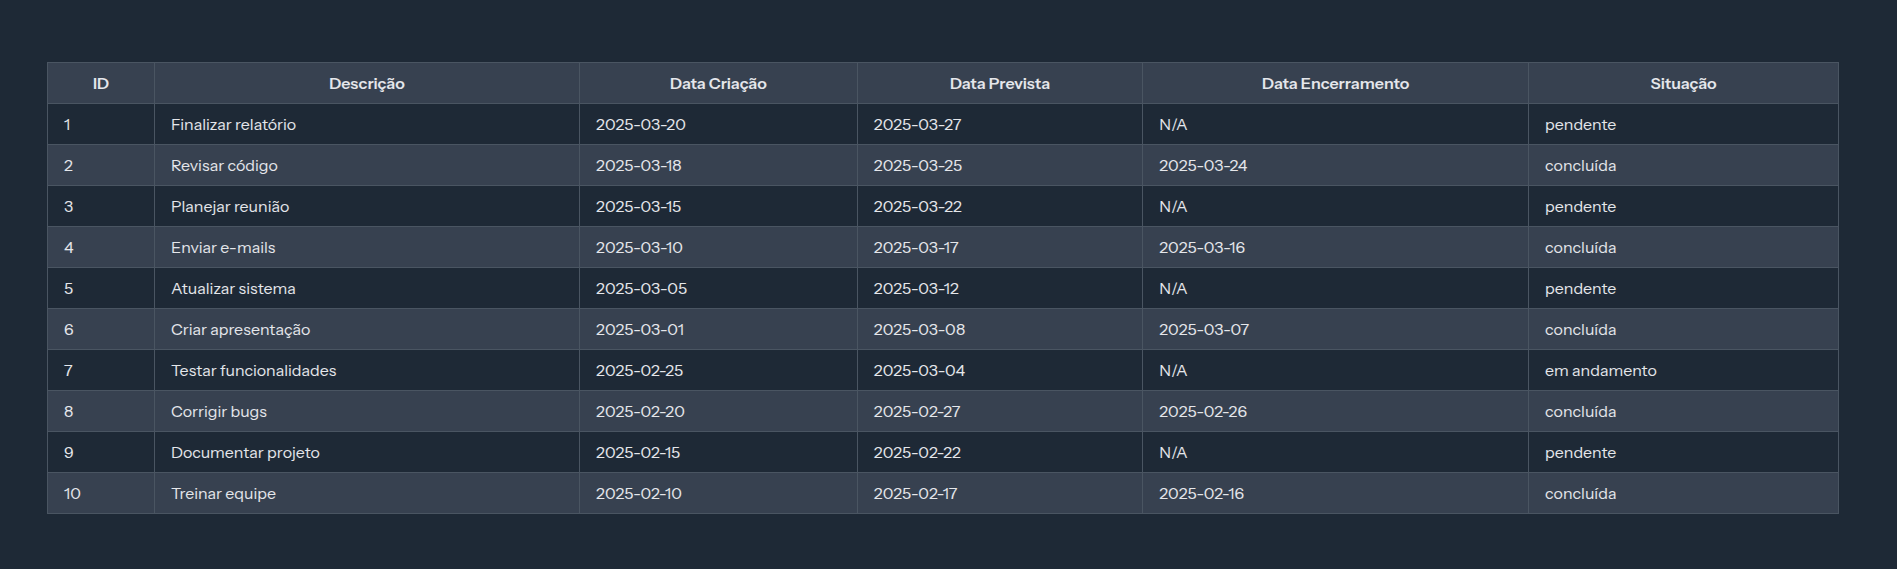 ID Descrição Data Criação Data Prevista Data Encerramento Situação
1 Finalizar relatório 2025-03-20 2025-03-27 N/A pendente
2 Revisar código 2025-03-18 2025-03-25 2025-03-24 concluída
3 Planejar reunião 2025-03-15 2025-03-22 N/A pendente
4 Enviar e-mails 2025-03-10 2025-03-17 2025-03-16 concluída
5 Atualizar sistema 2025-03-05 2025-03-12 N/A pendente
6 Criar apresentação 2025-03-01 2025-03-08 2025-03-07 concluída
7 Testar funcionalidades 2025-02-25 2025-03-04 N/A em andamento
8 Corrigir bugs 2025-02-20 2025-02-27 2025-02-26 concluída
9 Documentar projeto 2025-02-15 2025-02-22 N/A pendente
10 Treinar equipe 2025-02-10 2025-02-17 2025-02-16 concluída